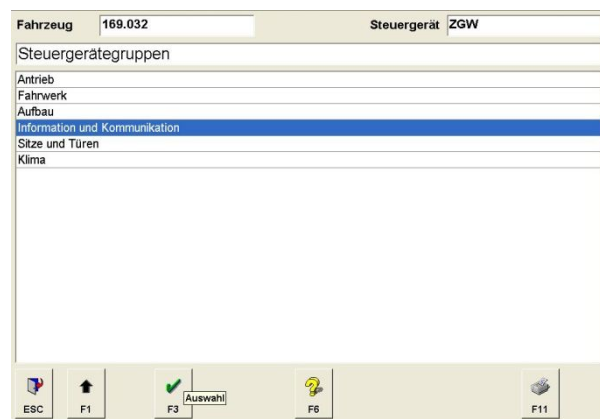 Fahrzeug 169.032 Steuergerät ZGW
Steuergerätegruppen
Antrieb
Fahrwerk
Aufbau
Information und Kommunikation
Sitze und Türen
Klima
Auswahl
ESC F1 F3 F6 F11